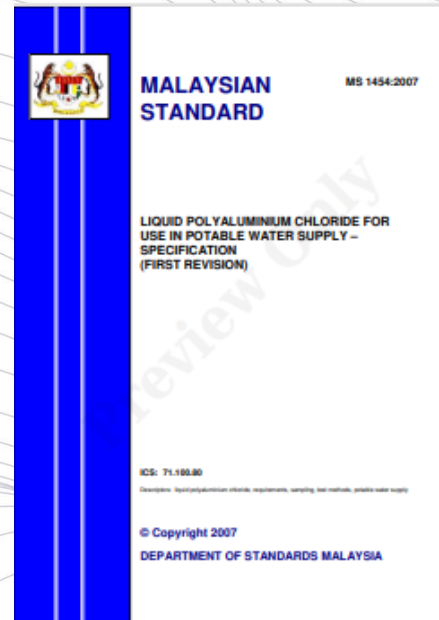 MALAYSIAN
STANDARD
MS 1454:2007
LIQUID POLYALUMINIUM CHLORIDE FOR
USE IN POTABLE WATER SUPPLY –
SPECIFICATION
(FIRST REVISION)
Preview Only
ICS: 71.100.80
Descriptors: liquid polyaluminium chloride, requirements, sampling, test methods, potable water supply
© Copyright 2007
DEPARTMENT OF STANDARDS MALAYSIA